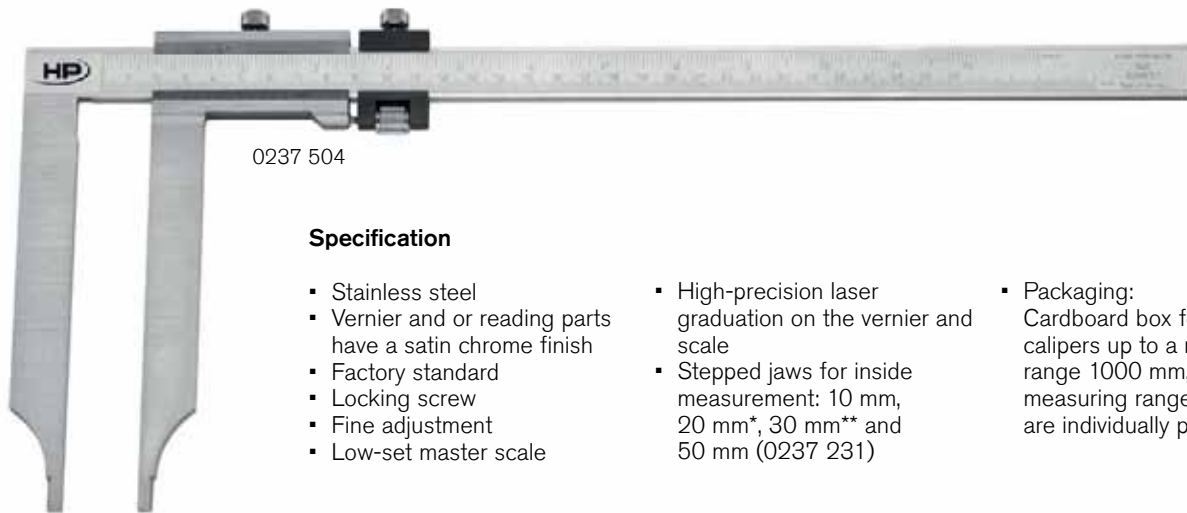 HP
0237 504
Specification
▪ Stainless steel
▪ Vernier and or reading parts
have a satin chrome finish
▪ Factory standard
▪ Locking screw
▪ Fine adjustment
▪ Low-set master scale
▪ High-precision laser
graduation on the vernier and
scale
▪ Stepped jaws for inside
measurement: 10 mm,
20 mm*, 30 mm** and
50 mm (0237 231)
▪ Packaging:
Cardboard box f
calipers up to a
range 1000 mm,
measuring range
are individually p